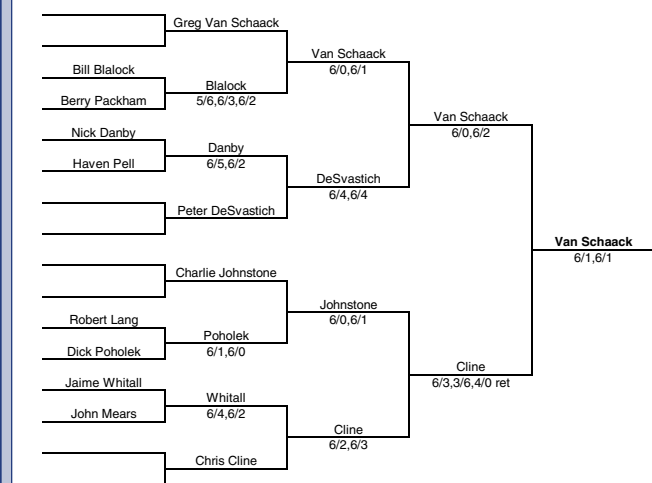 Greg Van Schaack
Van Schaack
6/0,6/1
Bill Blalock
Blalock
5/6,6/3,6/2
Berry Packham
Van Schaack
6/0,6/2
Nick Danby
Danby
6/5,6/2
Haven Pell
DeSvastich
6/4,6/4
Peter DeSvastich
Van Schaack
6/1,6/1
Charlie Johnstone
Johnstone
6/0,6/1
Robert Lang
Poholek
6/1,6/0
Dick Poholek
Cline
6/3,3/6,4/0 ret
Jaime Whitall
Whitall
6/4,6/2
John Mears
Cline
6/2,6/3
Chris Cline